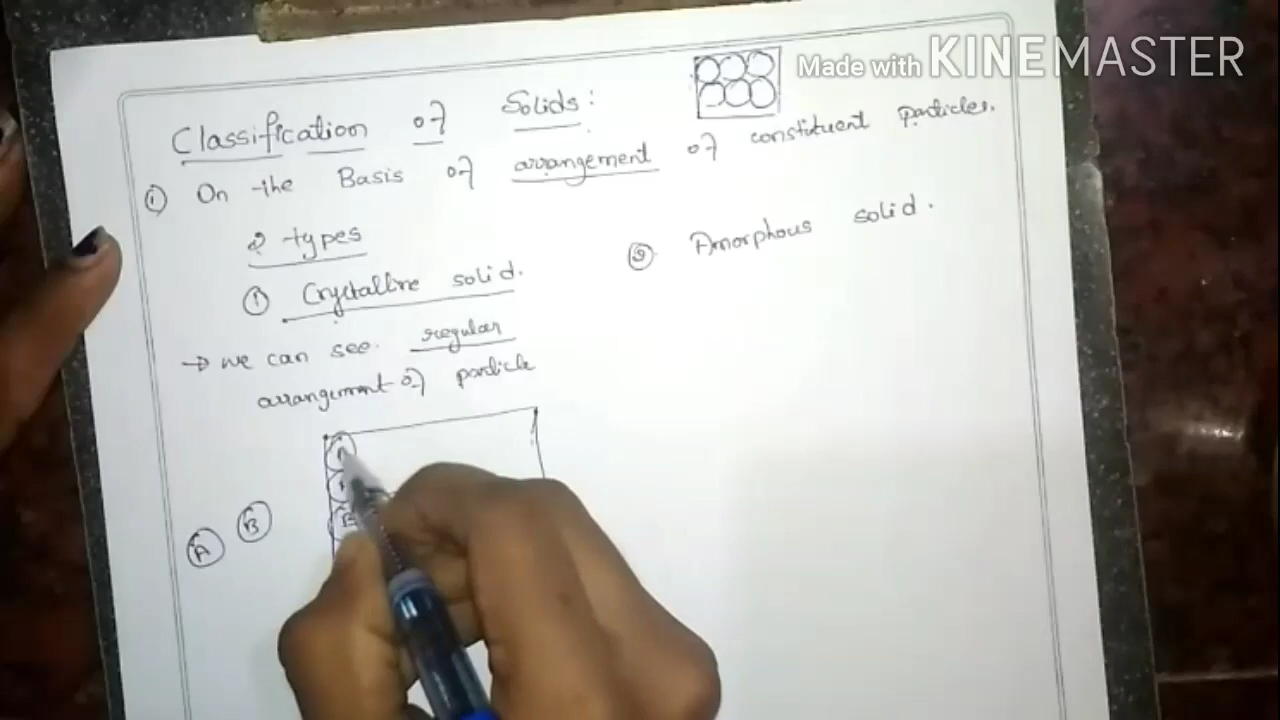 Made with KINEMASTER
Classification of Solids:
① On the Basis of arrangement of constituent particles.
2 types
① Crystalline solid.
② Amorphous solid.
→ we can see regular
arrangement of particle
A B